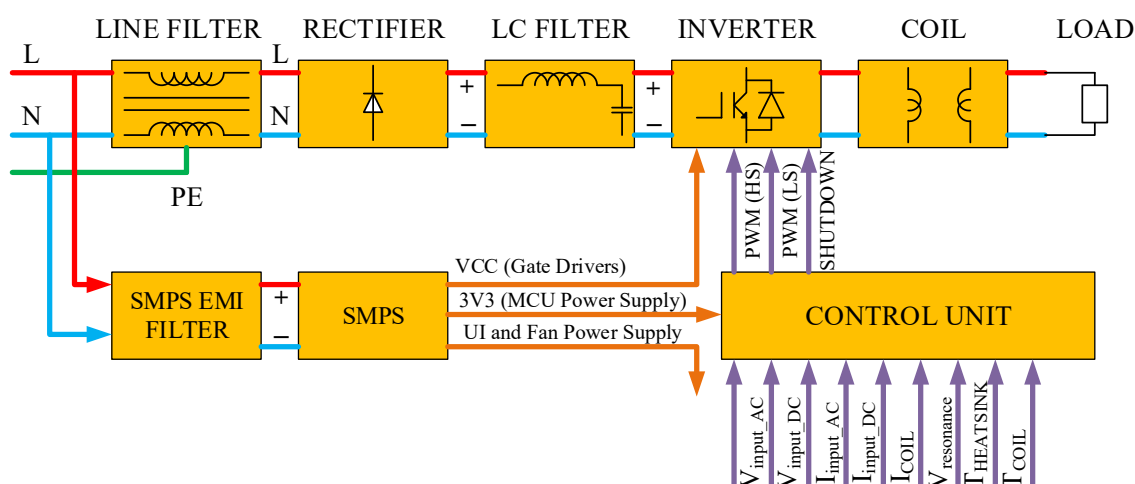 LINE FILTER
RECTIFIER
LC FILTER
INVERTER
COIL
LOAD
L
L
+
+
N
N
−
−
PE
PWM (HS)
PWM (LS)
SHUTDOWN
VCC (Gate Drivers)
SMPS EMI
FILTER
+
−
SMPS
3V3 (MCU Power Supply)
UI and Fan Power Supply
CONTROL UNIT
Vinput_AC
Vinput_DC
Iinput_AC
Iinput_DC
ICOIL
Vresonance
THEATSINK
TCOIL